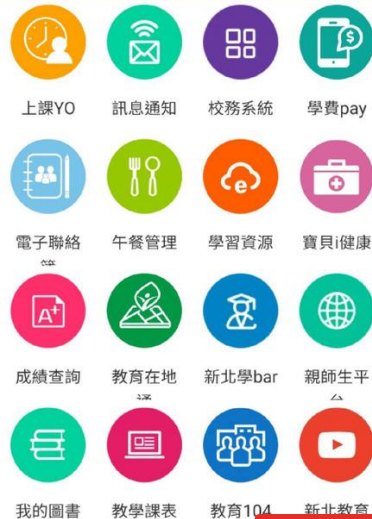 上課YO
訊息通知
校務系統
學費pay
電子聯絡
午餐管理
學習資源
寶貝i健康
A+
成績查詢
教育在地
新北學bar
親師生平
我的圖書
教學課表
教育104
新北教育